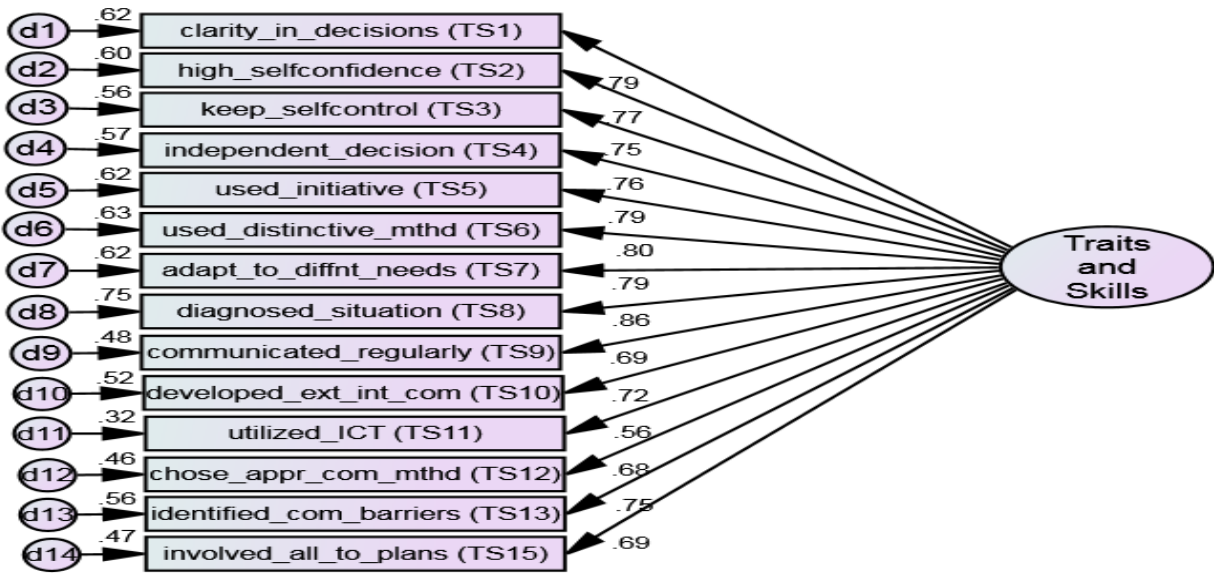 d1 .62 clarity_in_decisions (TS1)
d2 .60 high_selfconfidence (TS2) .79
d3 .56 keep_selfcontrol (TS3) .77
d4 .57 independent_decision (TS4) .75
d5 .62 used_initiative (TS5) .76
d6 .63 used_distinctive_mthd (TS6) .79
.80
Traits
and
Skills
d7 .62 adapt_to_diffnt_needs (TS7) .79
d8 .75 diagnosed_situation (TS8) .86
d9 .48 communicated_regularly (TS9) .69
d10 .52 developed_ext_int_com (TS10) .72
d11 .32 utilized_ICT (TS11) .56
d12 .46 chose_appr_com_mthd (TS12) .68
d13 .56 identified_com_barriers (TS13) .75
d14 .47 involved_all_to_plans (TS15) .69